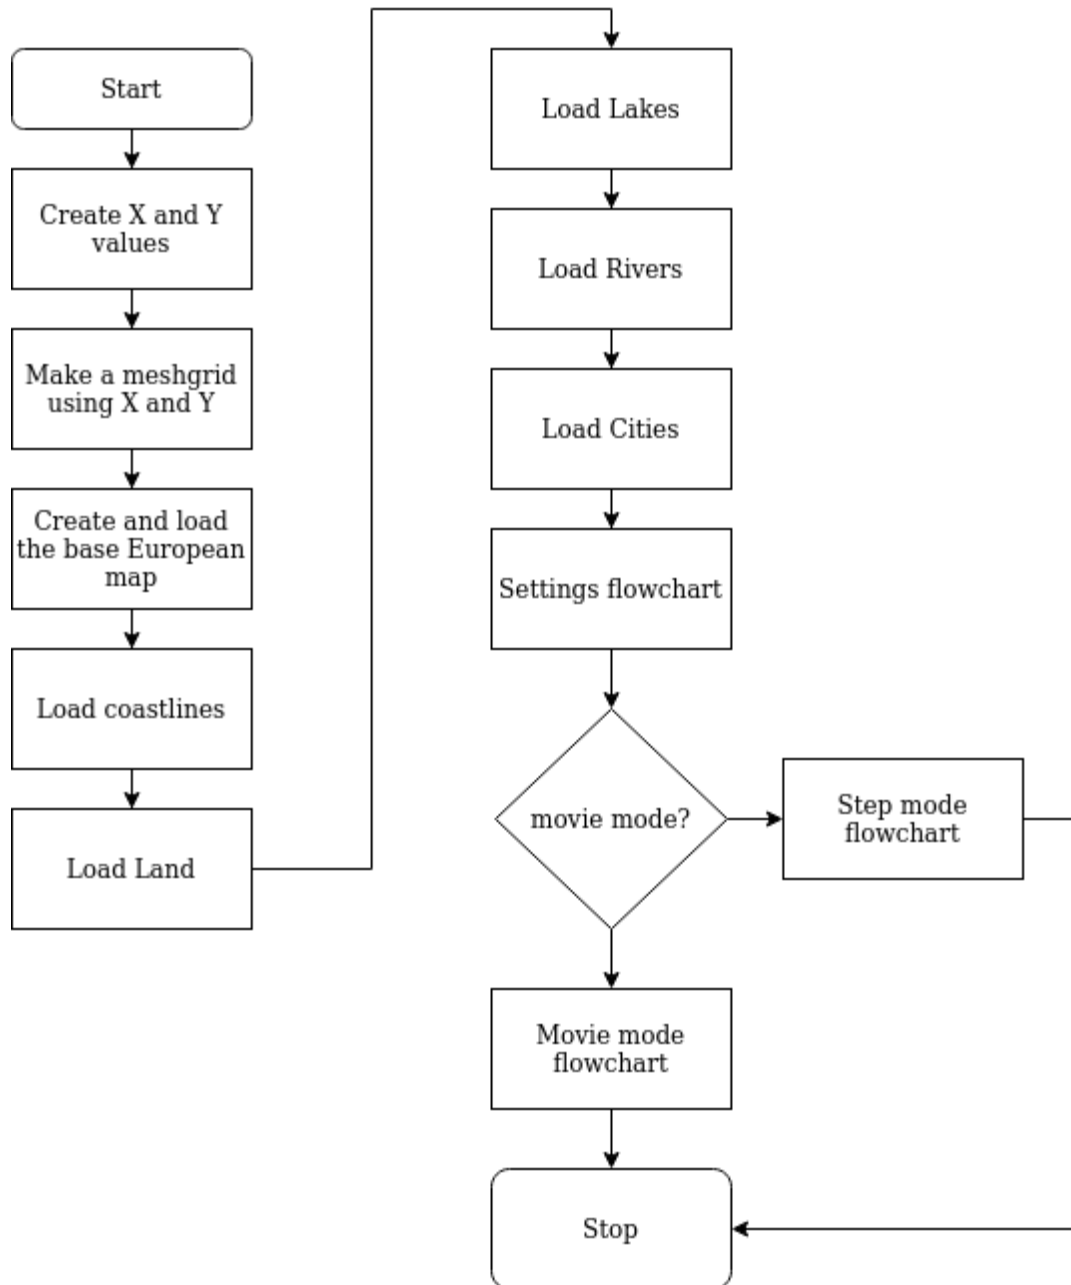 Start
Create X and Y
values
Make a meshgrid
using X and Y
Create and load
the base European
map
Load coastlines
Load Land
Load Lakes
Load Rivers
Load Cities
Settings flowchart
movie mode?
Step mode
flowchart
Movie mode
flowchart
Stop